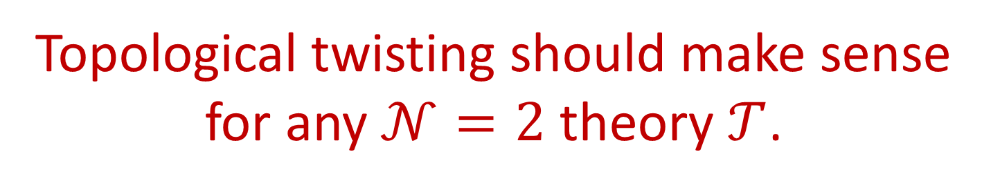 Topological twisting should make sense
for any 𝒩 = 2 theory 𝒯.